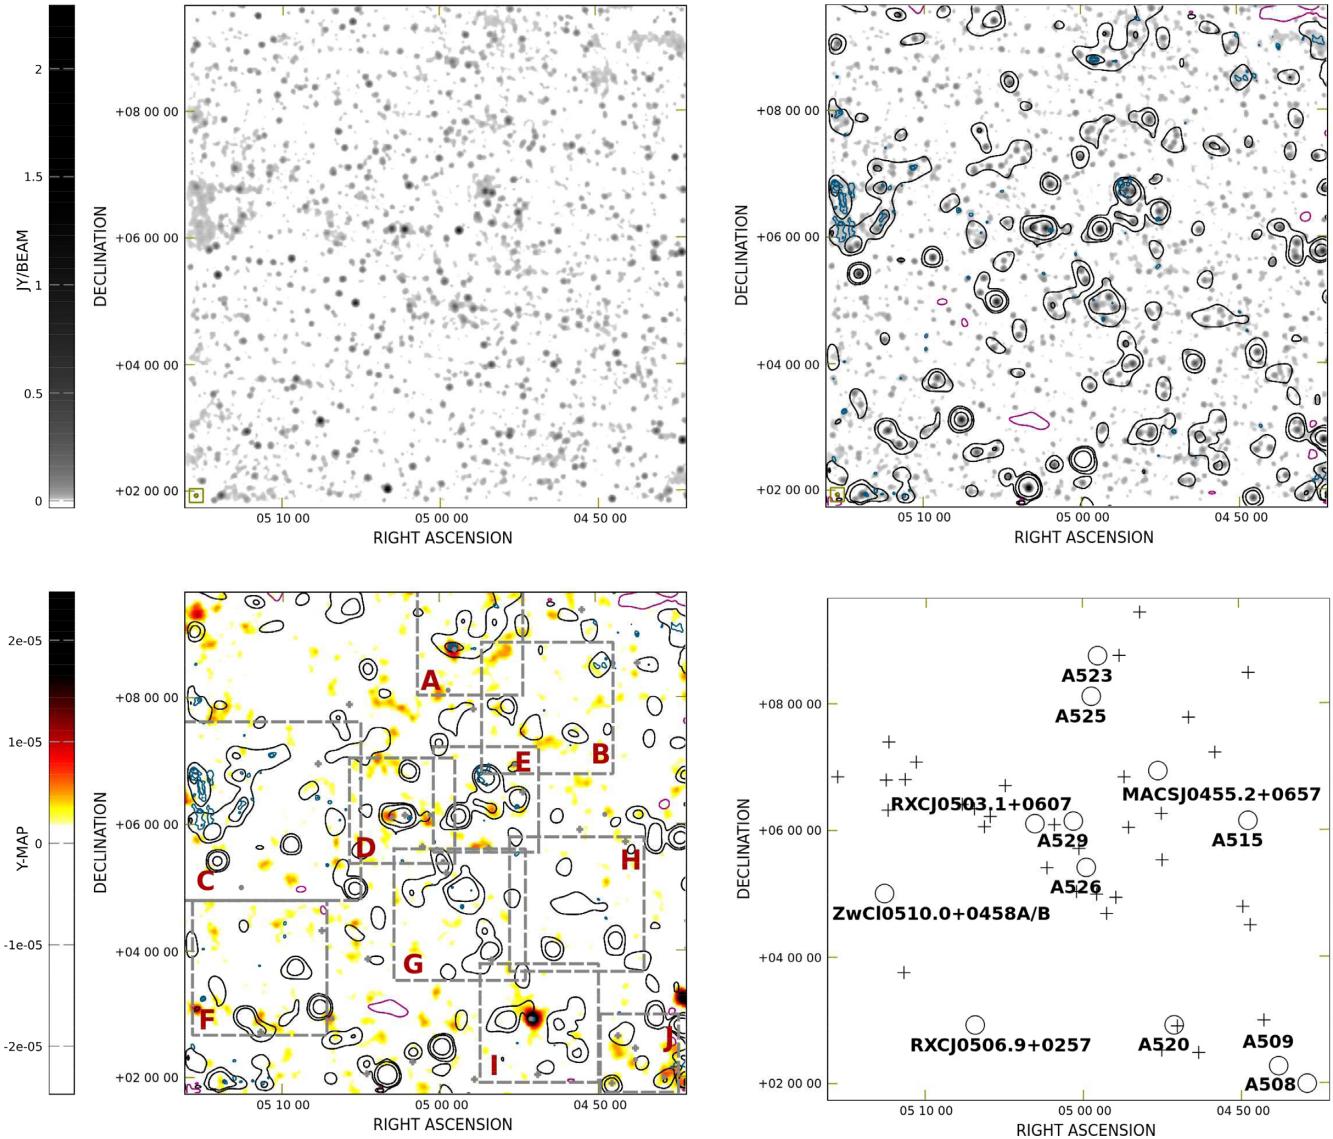 2
1.5
1
0.5
0
JY/BEAM
DECLINATION
+08 00 00
+06 00 00
+04 00 00
+02 00 00
05 10 00
05 00 00
04 50 00
RIGHT ASCENSION
DECLINATION
+08 00 00
+06 00 00
+04 00 00
+02 00 00
05 10 00
05 00 00
04 50 00
RIGHT ASCENSION
2e-05
1e-05
0
-1e-05
-2e-05
Y-MAP
DECLINATION
+08 00 00
+06 00 00
+04 00 00
+02 00 00
A
B
E
D
H
C
G
F
J
I
05 10 00
05 00 00
04 50 00
RIGHT ASCENSION
DECLINATION
+08 00 00
+06 00 00
+04 00 00
+02 00 00
A523
A525
MACSJ0455.2+0657
RXCJ0503.1+0607
A529
A515
A526
ZwCl0510.0+0458A/B
RXCJ0506.9+0257
A520
A509
A508
05 10 00
05 00 00
04 50 00
RIGHT ASCENSION